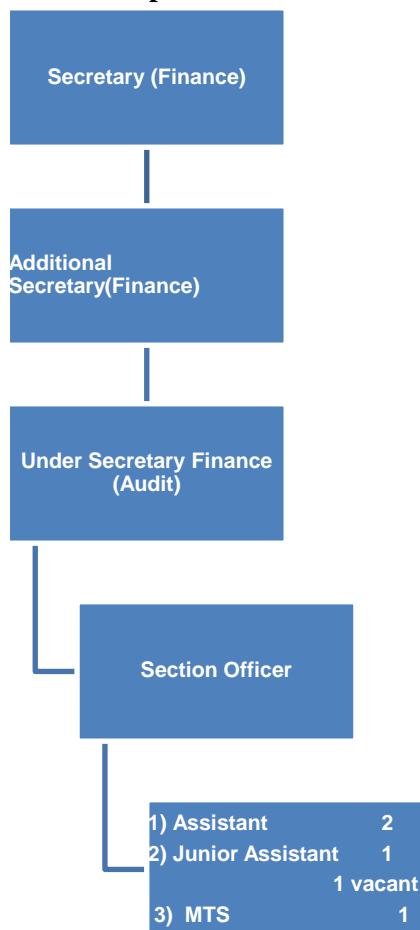 Secretary (Finance)
Additional
Secretary(Finance)
Under Secretary Finance
(Audit)
Section Officer
1) Assistant 2
2) Junior Assistant 1
1 vacant
3) MTS 1